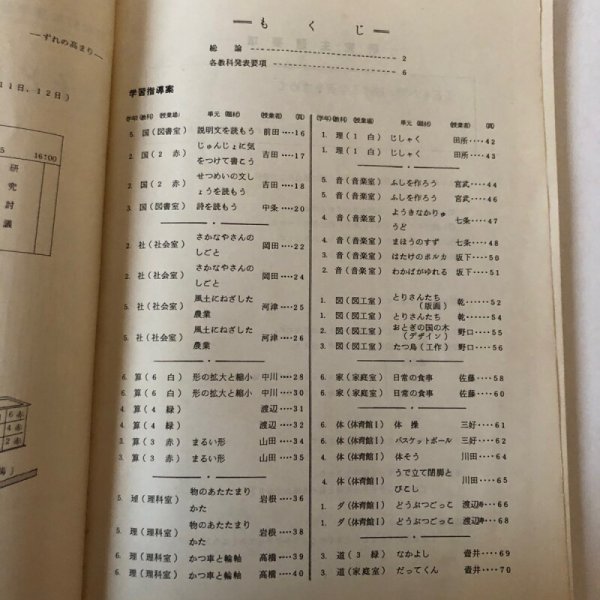 ―ずれの高まり―
11日、12日)
16:00
研
究
討
議
―もくじ―
総論 2
各教科発表要項 6
学習指導案
(学年)(教科)(授業場) 単元(題材) (授業者) (頁)
5. 国(図書室) 説明文を読もう 前田‥‥16
2. 国(2 赤) じゅんじょに気をつけて書こう 吉田‥‥18
2. 国(2 赤) せつめいの文しょうを読もう 吉田‥‥18
3. 国(図書室) 詩を読もう 中条‥‥20
2. 社(社会室) さかなやさんのしごと 岡田‥‥22
2. 社(社会室) さかなやさんのしごと 岡田‥‥24
5. 社(社会室) 風土にねざした農業 河津‥‥25
5. 社(社会室) 風土にねざした農業 河津‥‥26
6. 算(6 白) 形の拡大と縮小 中川‥‥28
6. 算(6 白) 形の拡大と縮小 中川‥‥30
4. 算(4 緑) 渡辺‥‥31
4. 算(4 緑) 渡辺‥‥32
3. 算(3 赤) まるい形 山田‥‥34
3. 算(3 赤) まるい形 山田‥‥35
5. 理(理科室) 物のあたたまりかた 岩根‥‥36
5. 理(理科室) 物のあたたまりかた 岩根‥‥38
6. 理(理科室) かつ車と輪軸 高橋‥‥39
6. 理(理科室) かつ車と輪軸 高橋‥‥40
(学年)(教科)(授業場) 単元(題材) (授業者) (頁)
1. 理(1 白) じしゃく 田所‥‥42
1. 理(1 白) じしゃく 田所‥‥43
5. 音(音楽室) ふしを作ろう 宮武‥‥44
5. 音(音楽室) ふしを作ろう 宮武‥‥46
4. 音(音楽室) ようきなかりゅうど 七条‥‥47
4. 音(音楽室) まほうのすず 七条‥‥48
3. 音(音楽室) はたけのポルカ 坂下‥‥50
2. 音(音楽室) わかばがゆれる 坂下‥‥51
1. 図(図工室) とりさんたち(版画) 乾‥‥‥52
1. 図(図工室) とりさんたち 乾‥‥‥54
2. 図(図工室) おとぎの国の木(デザイン) 野口‥‥55
3. 図(図工室) たつ鳥(工作) 野口‥‥56
6. 家(家庭室) 日常の食事 佐藤‥‥58
6. 家(家庭室) 日常の食事 佐藤‥‥60
6. 体(体育館Ⅰ) 体操 三好‥‥61
6. 体(体育館Ⅰ) バスケットボール 三好‥‥62
4. 体(体育館Ⅰ) 体そう 川田‥‥64
4. 体(体育館Ⅰ) うで立て閉脚とびこし 川田‥‥65
1. ダ(体育館Ⅰ) どうぶつごっこ 渡辺‥‥66
1. ダ(体育館Ⅰ) どうぶつごっこ 渡辺‥‥68
3. 道(3 緑) なかよし 壺井‥‥69
3. 道(家庭室) だってくん 壺井‥‥70